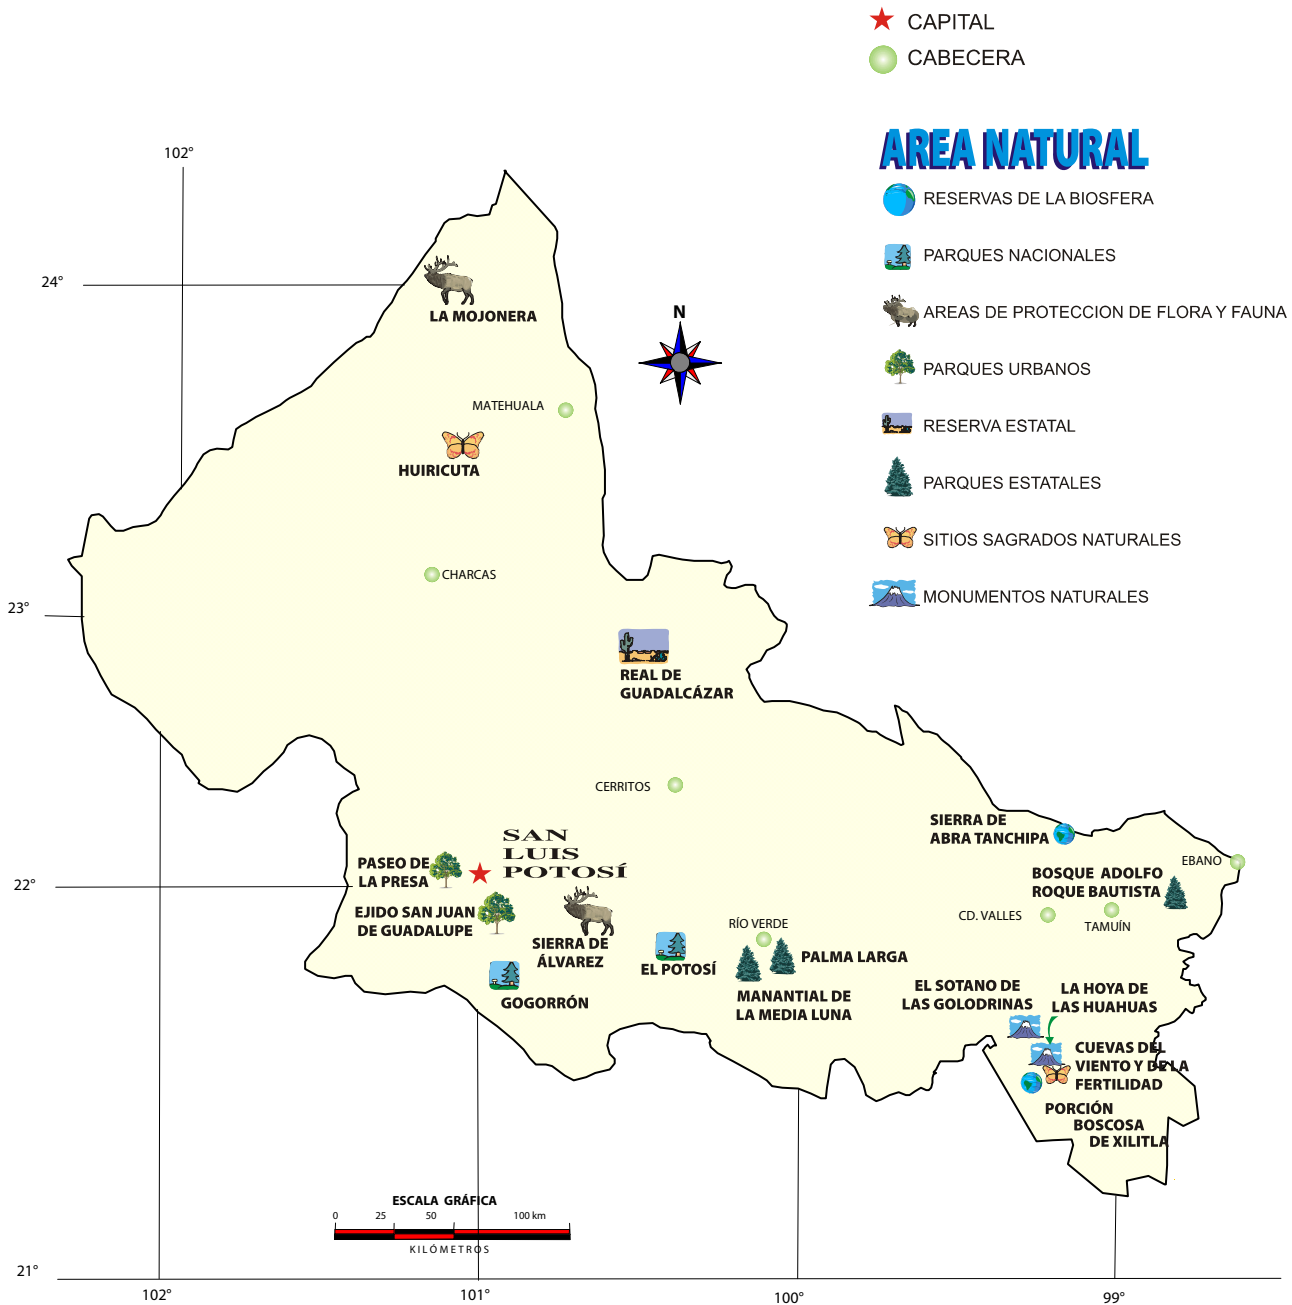 CAPITAL
CABECERA
AREA NATURAL
RESERVAS DE LA BIOSFERA
PARQUES NACIONALES
AREAS DE PROTECCION DE FLORA Y FAUNA
PARQUES URBANOS
RESERVA ESTATAL
PARQUES ESTATALES
SITIOS SAGRADOS NATURALES
MONUMENTOS NATURALES
102°
24°
LA MOJONERA
N
MATEHUALA
HUIRICUTA
CHARCAS
23°
REAL DE
GUADALCÁZAR
CERRITOS
SIERRA DE
ABRA TANCHIPA
SAN
LUIS
POTOSÍ
PASEO DE
LA PRESA
22°
EBANO
BOSQUE ADOLFO
ROQUE BAUTISTA
EJIDO SAN JUAN
DE GUADALUPE
CD. VALLES
TAMUÍN
RÍO VERDE
SIERRA DE
ÁLVAREZ
PALMA LARGA
EL POTOSÍ
GOGORRÓN
MANANTIAL DE
LA MEDIA LUNA
EL SOTANO DE
LAS GOLODRINAS
LA HOYA DE
LAS HUAHUAS
CUEVAS DEL
VIENTO Y DE LA
FERTILIDAD
PORCIÓN
BOSCOSA
DE XILITLA
ESCALA GRÁFICA
0 25 50 100 km
KILÓMETROS
21°
102° 101° 100° 99°